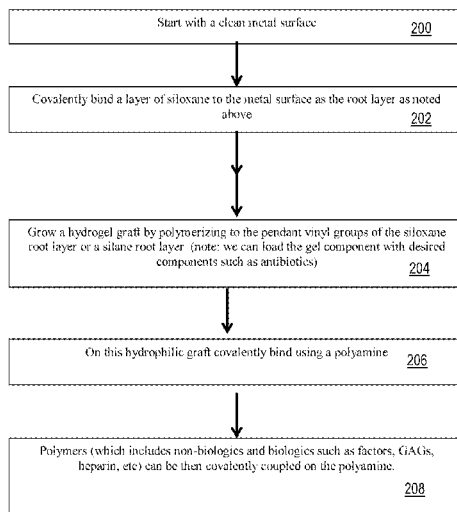 Start with a clean metal surface
200
Covalently bind a layer of siloxane to the metal surface as the root layer as noted
above
202
Grow a hydrogel graft by polymerizing to the pendant vinyl groups of the siloxane
root layer or a silane root layer (note: we can load the gel component with desired
components such as antibiotics)
204
On this hydrophilic graft covalently bind using a polyamine
206
Polymers (which includes non-biologics and biologics such as factors, GAGs,
heparin, etc) can be then covalently coupled on the polyamine.
208